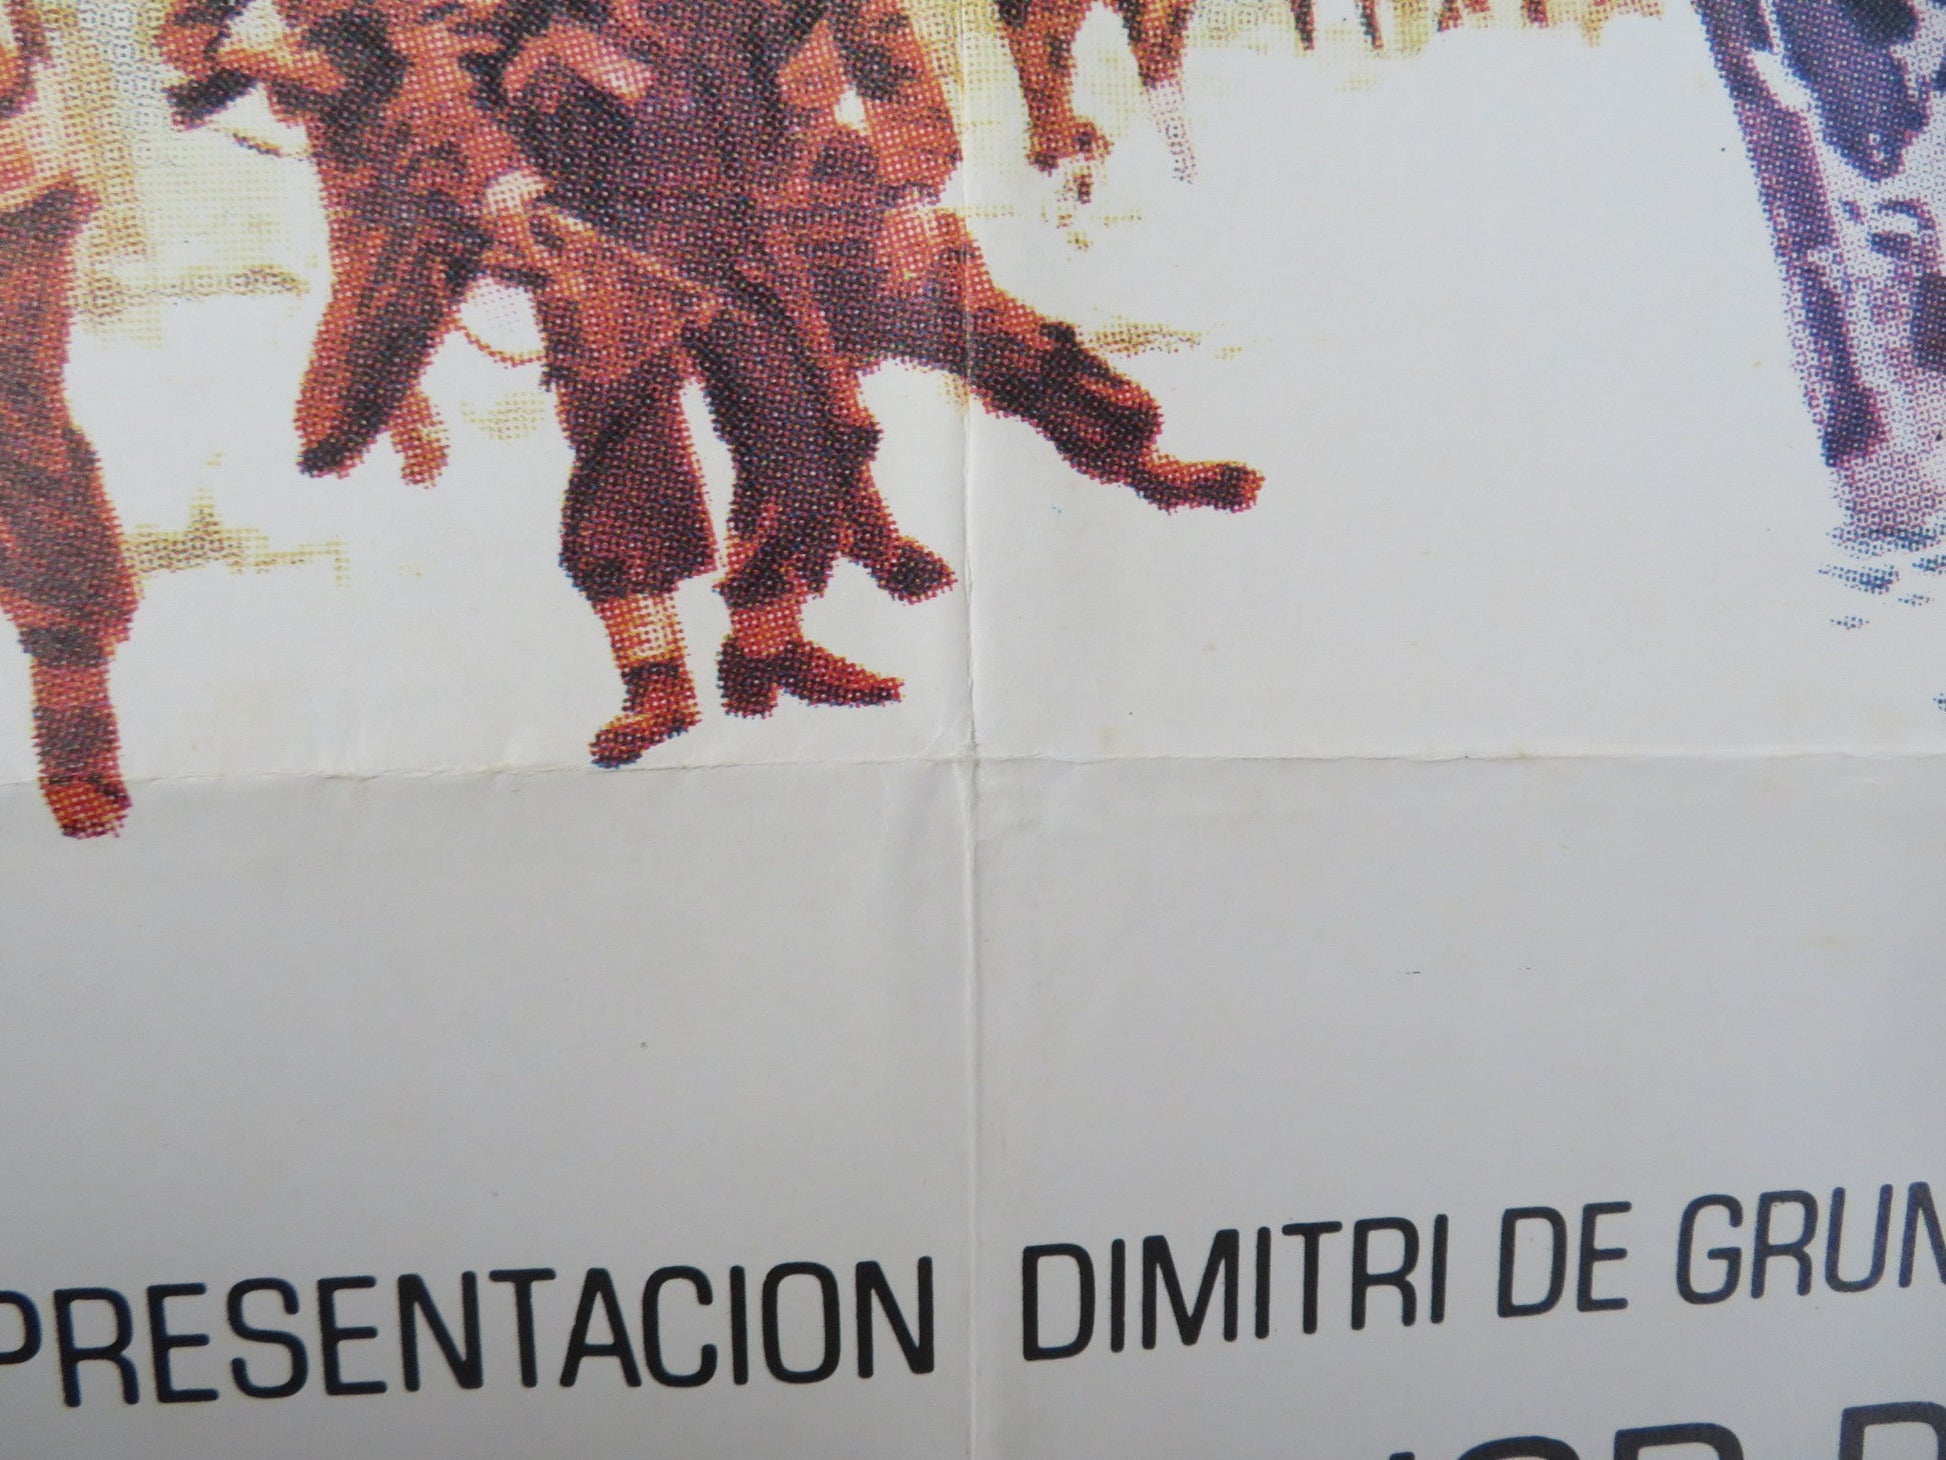 PRESENTACION DIMITRI DE GRUN